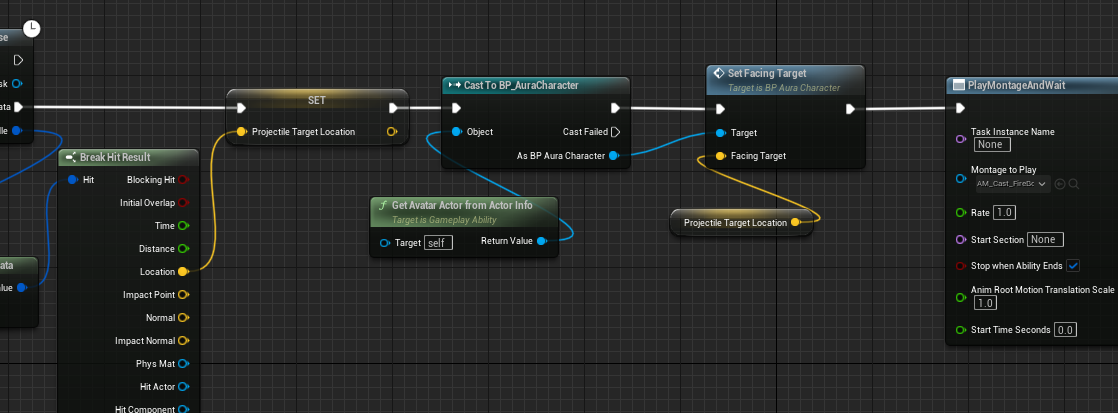 se
sk
ata
dle
ata
alue
Break Hit Result
Hit
Blocking Hit
Initial Overlap
Time
Distance
Location
Impact Point
Normal
Impact Normal
Phys Mat
Hit Actor
Hit Component
SET
Projectile Target Location
Cast To BP_AuraCharacter
Object
Cast Failed
As BP Aura Character
Get Avatar Actor from Actor Info
Target is Gameplay Ability
Target self
Return Value
Set Facing Target
Target is BP Aura Character
Target
Facing Target
Projectile Target Location
PlayMontageAndWait
Task Instance Name
None
Montage to Play
AM_Cast_FireBc
Rate 1.0
Start Section None
Stop when Ability Ends
Anim Root Motion Translation Scale
1.0
Start Time Seconds 0.0